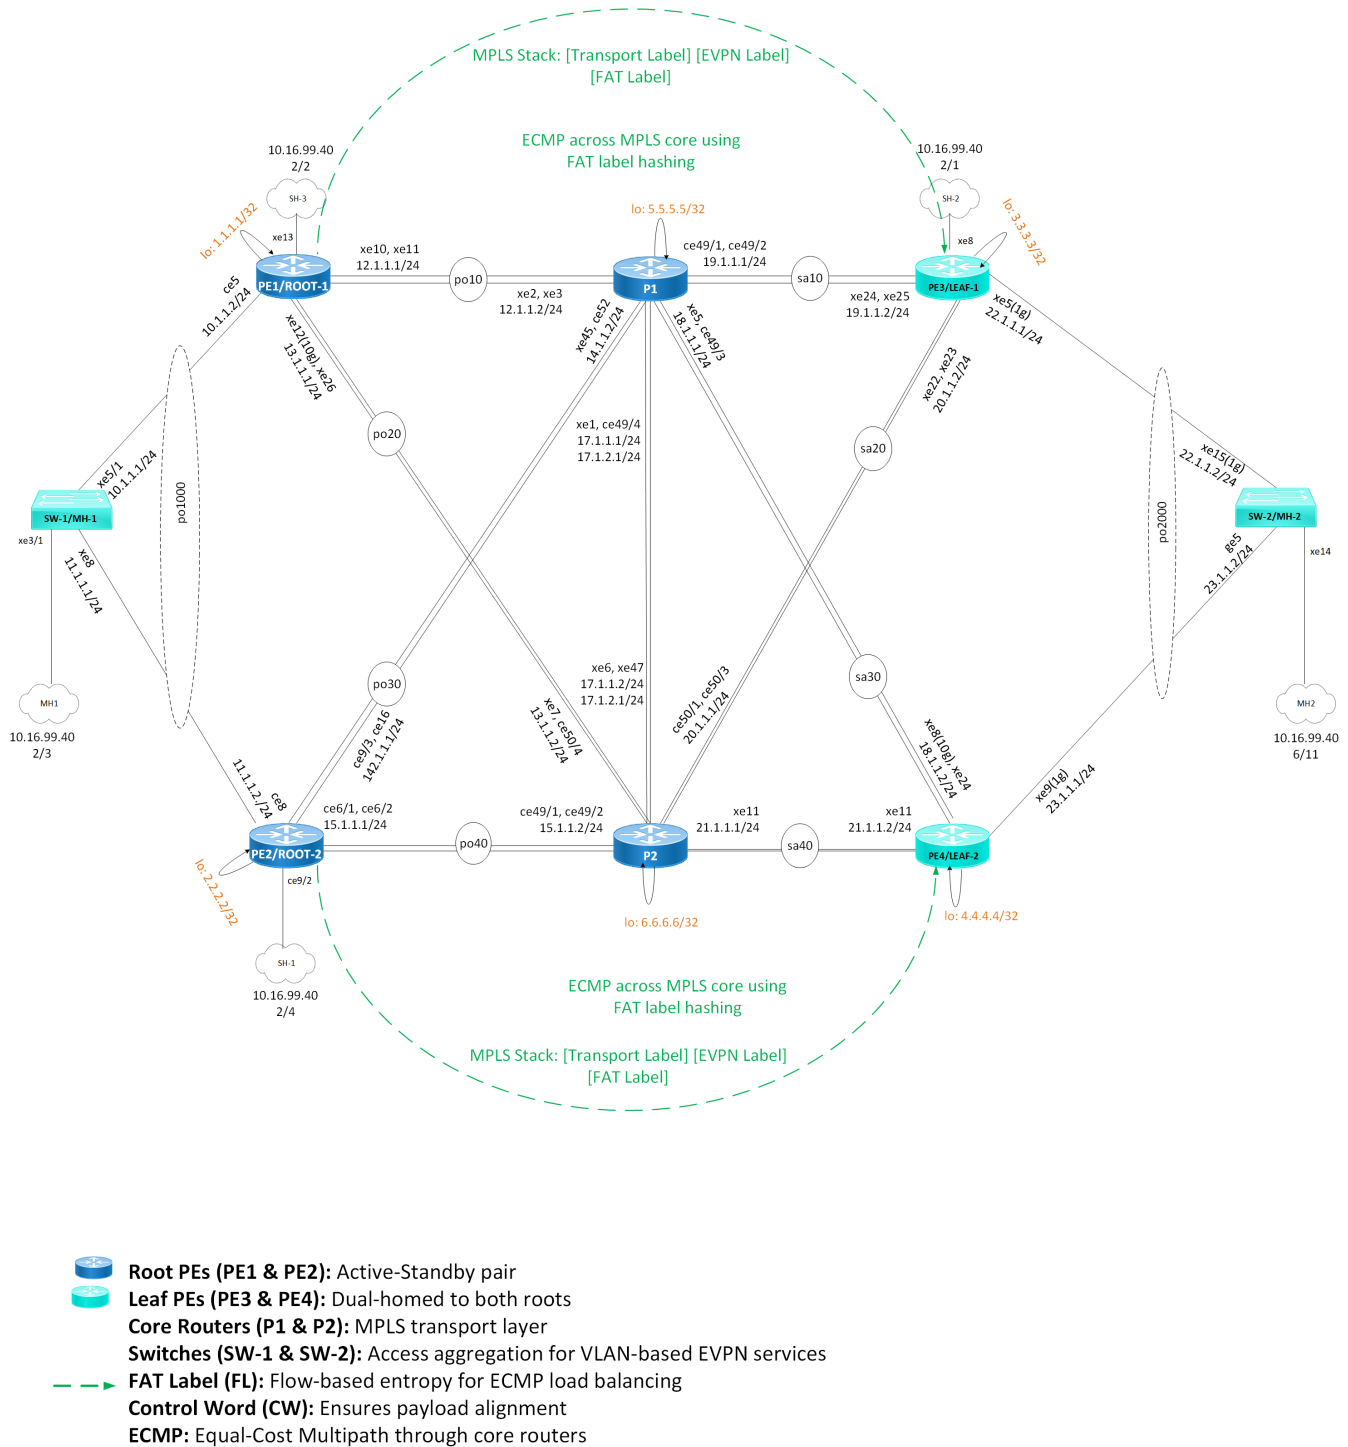 MPLS Stack: [Transport Label] [EVPN Label]
[FAT Label]
ECMP across MPLS core using
FAT label hashing
10.16.99.40
2/2
SH-3
xe13
lo: 1.1.1.1/32
PE1/ROOT-1
xe10, xe11
12.1.1.1/24
po10
xe2, xe3
12.1.1.2/24
lo: 5.5.5.5/32
P1
ce49/1, ce49/2
19.1.1.1/24
sa10
xe24, xe25
19.1.1.2/24
10.16.99.40
2/1
SH-2
xe8
lo: 3.3.3.3/32
PE3/LEAF-1
ce5
10.1.1.2/24
xe12(10g), xe26
13.1.1.1/24
xe45, ce52
14.1.1.2/24
xe5, ce49/3
18.1.1.1/24
xe22, xe23
20.1.1.2/24
xe5(1g)
22.1.1.1/24
po20
xe1, ce49/4
17.1.1.1/24
17.1.2.1/24
sa20
xe5/1
10.1.1.1/24
po1000
SW-1/MH-1
xe3/1
xe8
11.1.1.1/24
xe15(1g)
22.1.1.2/24
po2000
SW-2/MH-2
ge5
23.1.1.2/24
xe14
MH1
10.16.99.40
2/3
po30
xe6, xe47
17.1.1.2/24
17.1.2.1/24
sa30
MH2
10.16.99.40
6/11
ce9/3, ce16
142.1.1.1/24
xe7, ce50/4
13.1.1.2/24
ce50/1, ce50/3
20.1.1.1/24
xe8(10g), xe24
18.1.1.2/24
xe9(1g)
23.1.1.1/24
ce8
11.1.1.2./24
PE2/ROOT-2
ce6/1, ce6/2
15.1.1.1/24
po40
ce49/1, ce49/2
15.1.1.2/24
P2
xe11
21.1.1.1/24
sa40
xe11
21.1.1.2/24
PE4/LEAF-2
lo: 2.2.2.2/32
ce9/2
lo: 6.6.6.6/32
lo: 4.4.4.4/32
SH-1
10.16.99.40
2/4
ECMP across MPLS core using
FAT label hashing
MPLS Stack: [Transport Label] [EVPN Label]
[FAT Label]
Root PEs (PE1 & PE2): Active-Standby pair
Leaf PEs (PE3 & PE4): Dual-homed to both roots
Core Routers (P1 & P2): MPLS transport layer
Switches (SW-1 & SW-2): Access aggregation for VLAN-based EVPN services
FAT Label (FL): Flow-based entropy for ECMP load balancing
Control Word (CW): Ensures payload alignment
ECMP: Equal-Cost Multipath through core routers